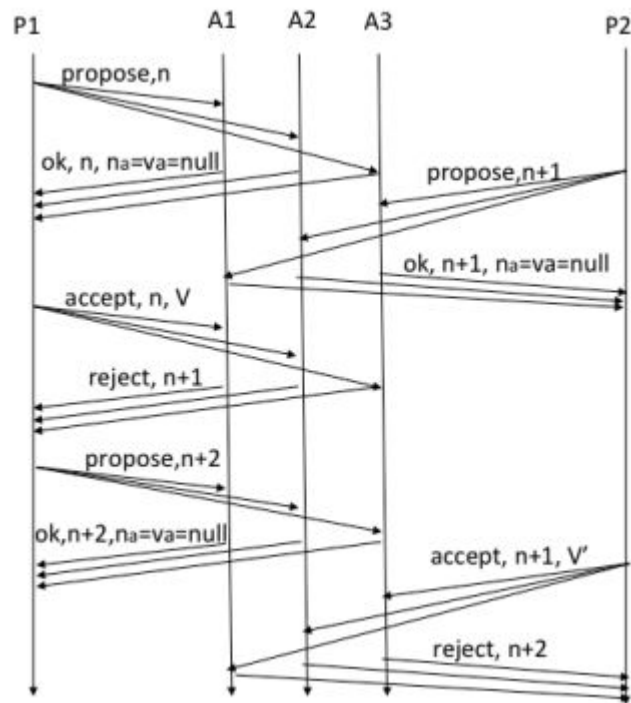 P1 A1 A2 A3 P2
propose,n
ok, n, na=va=null
propose,n+1
ok, n+1, na=va=null
accept, n, V
reject, n+1
propose,n+2
ok,n+2,na=va=null
accept, n+1, V’
reject, n+2